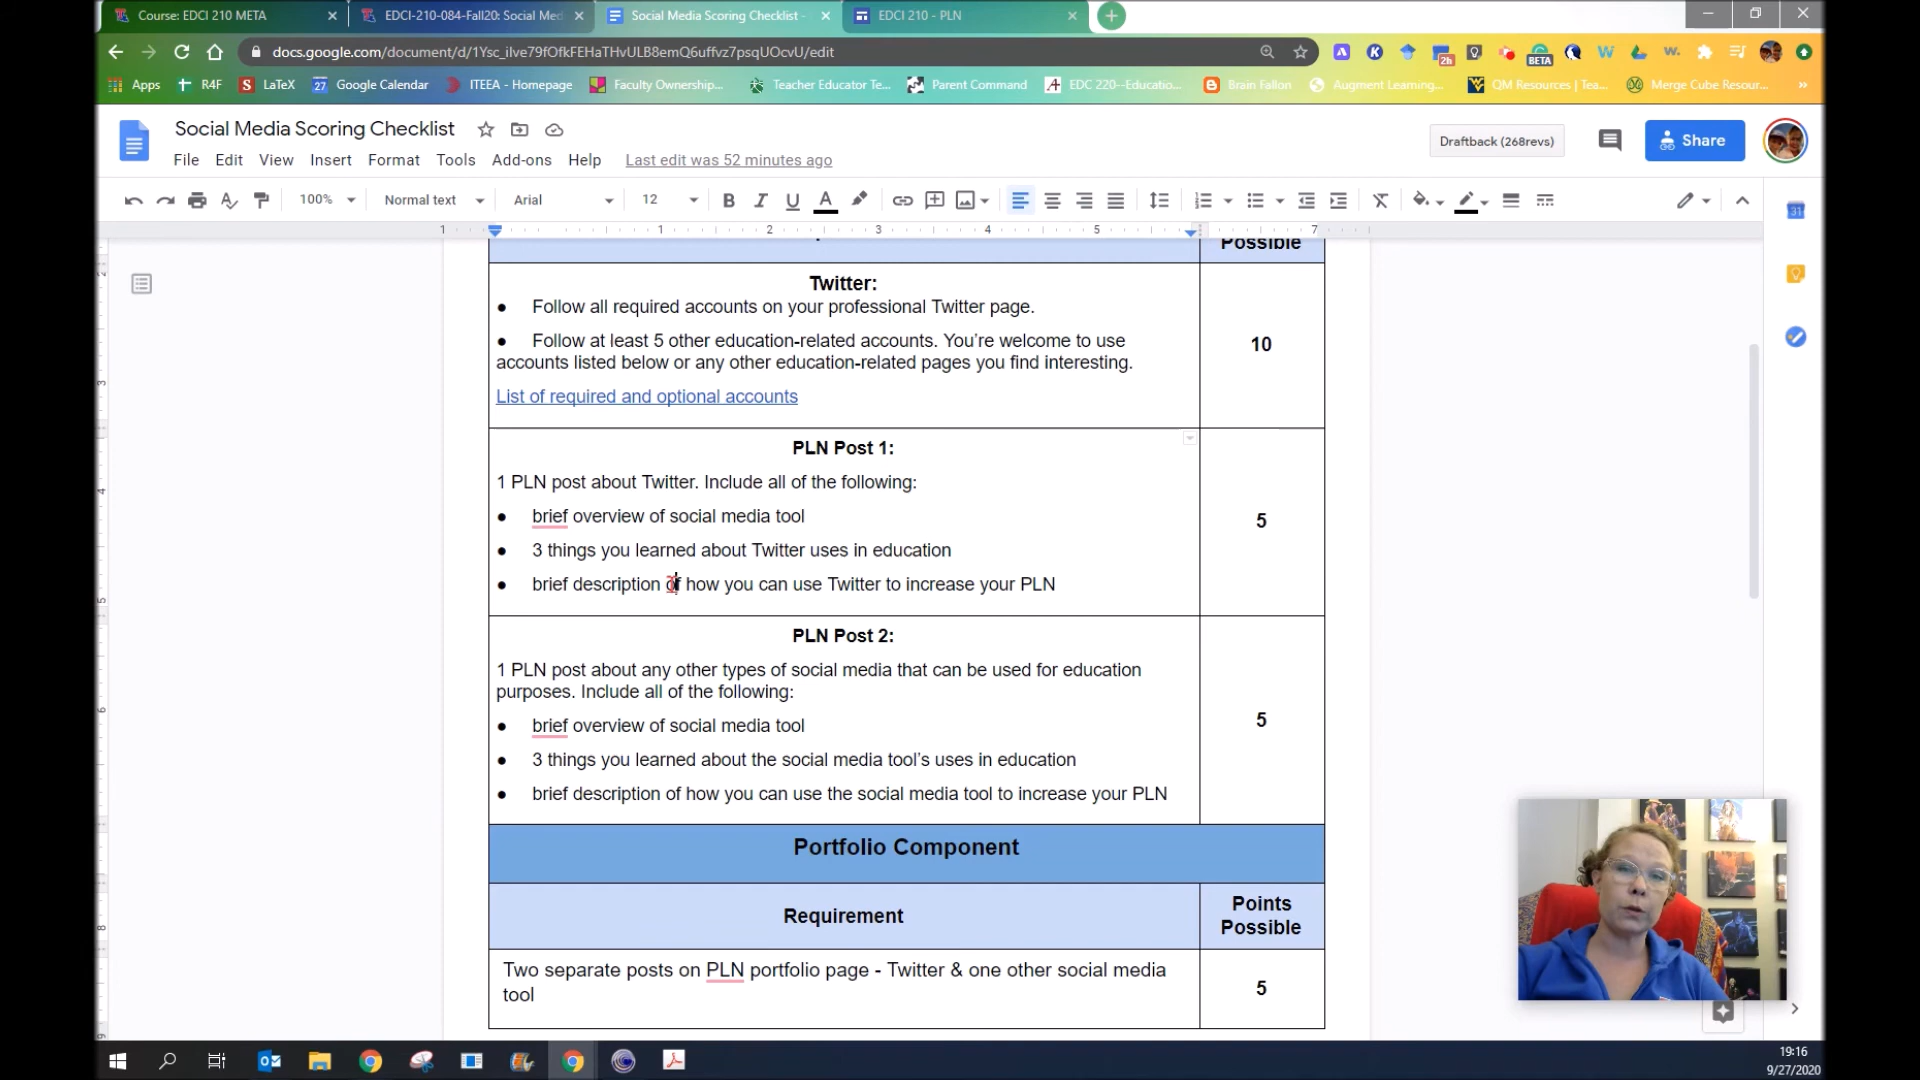 Course: EDCI 210 META
EDCI-210-084-Fall20: Social Med
Social Media Scoring Checklist -
EDCI 210 - PLN
docs.google.com/document/d/1Ysc_ilve79fOfkFEHaTHvULB8emQ6uffvz7psqUOcvU/edit
2h
BETA
Apps
R4F
LaTeX
27 Google Calendar
ITEEA - Homepage
Faculty Ownership...
Teacher Educator Te...
Parent Command
EDC 220--Educatio...
Brain Fallon
Augment Learning...
QM Resources | Tea...
Merge Cube Resour...
Social Media Scoring Checklist
File Edit View Insert Format Tools Add-ons Help Last edit was 52 minutes ago
Draftback (268revs)
Share
100% Normal text Arial 12
B I U A
1 1 2 3 4 5 7
31
Possible
Twitter:
● Follow all required accounts on your professional Twitter page.
● Follow at least 5 other education-related accounts. You're welcome to use
accounts listed below or any other education-related pages you find interesting.
List of required and optional accounts
10
PLN Post 1:
1 PLN post about Twitter. Include all of the following:
● brief overview of social media tool
● 3 things you learned about Twitter uses in education
● brief description of how you can use Twitter to increase your PLN
5
PLN Post 2:
1 PLN post about any other types of social media that can be used for education
purposes. Include all of the following:
● brief overview of social media tool
● 3 things you learned about the social media tool's uses in education
● brief description of how you can use the social media tool to increase your PLN
5
Portfolio Component
Requirement
Points
Possible
Two separate posts on PLN portfolio page - Twitter & one other social media
tool
5
19:16
9/27/2020